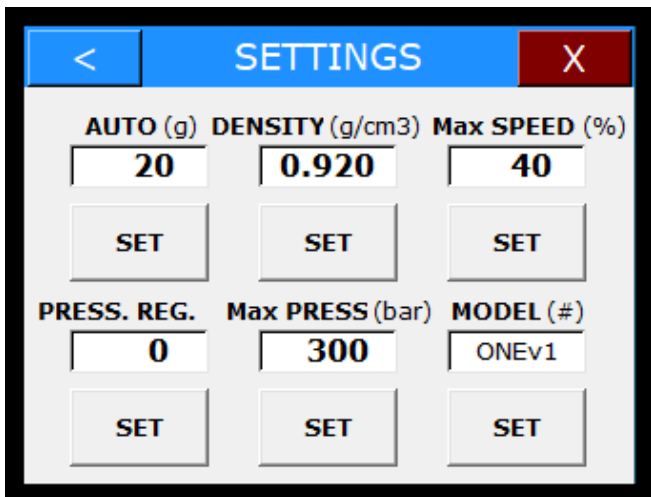 < SETTINGS X
AUTO (g) DENSITY (g/cm3) Max SPEED (%)
20 0.920 40
SET SET SET
PRESS. REG. Max PRESS (bar) MODEL (#)
0 300 ONEv1
SET SET SET